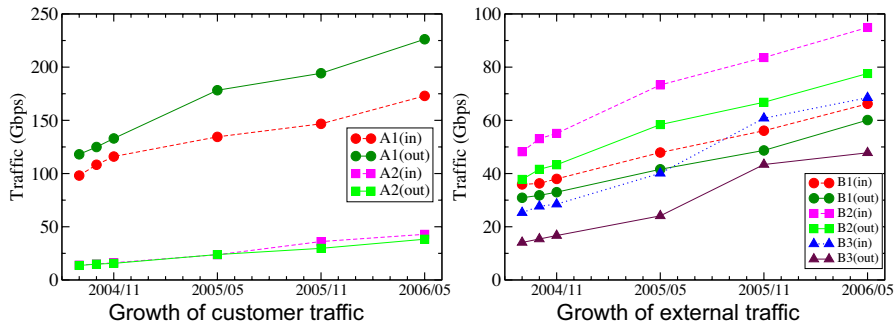 250
200
150
100
50
0
Traffic (Gbps)
A1(in)
A1(out)
A2(in)
A2(out)
2004/11
2005/05
2005/11
2006/05
Growth of customer traffic
100
80
60
40
20
0
Traffic (Gbps)
B1(in)
B1(out)
B2(in)
B2(out)
B3(in)
B3(out)
2004/11
2005/05
2005/11
2006/05
Growth of external traffic